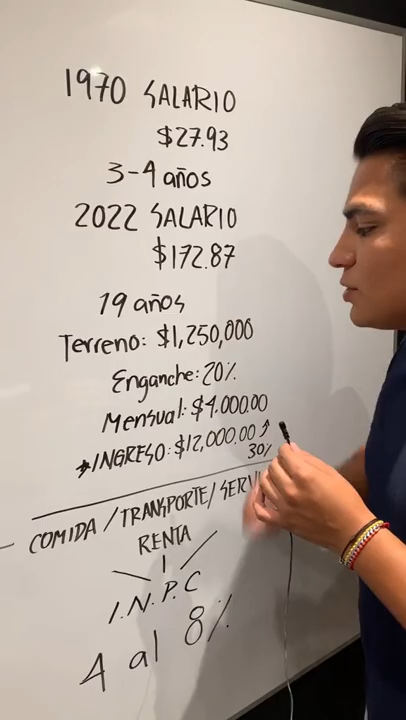 1970 SALARIO
$27.93
3-4 años
2022 SALARIO
$172.87
19 años
Terreno: $1,250,000
Enganche: 20%
Mensual: $4.000.00
INGRESO: $12,000.00
30%
COMIDA / TRANSPORTE / SERVI
RENTA
I.N.P.C
4 al 8%